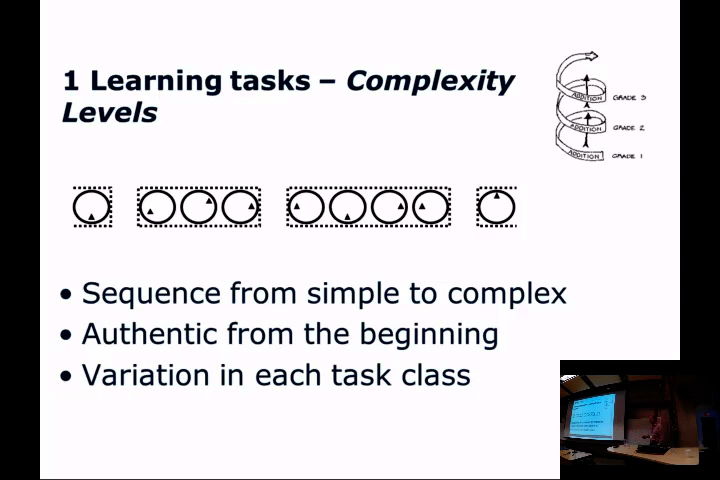 1 Learning tasks – Complexity
Levels
ADDITION GRADE 3
ADDITION GRADE 2
ADDITION GRADE 1
• Sequence from simple to complex
• Authentic from the beginning
• Variation in each task class